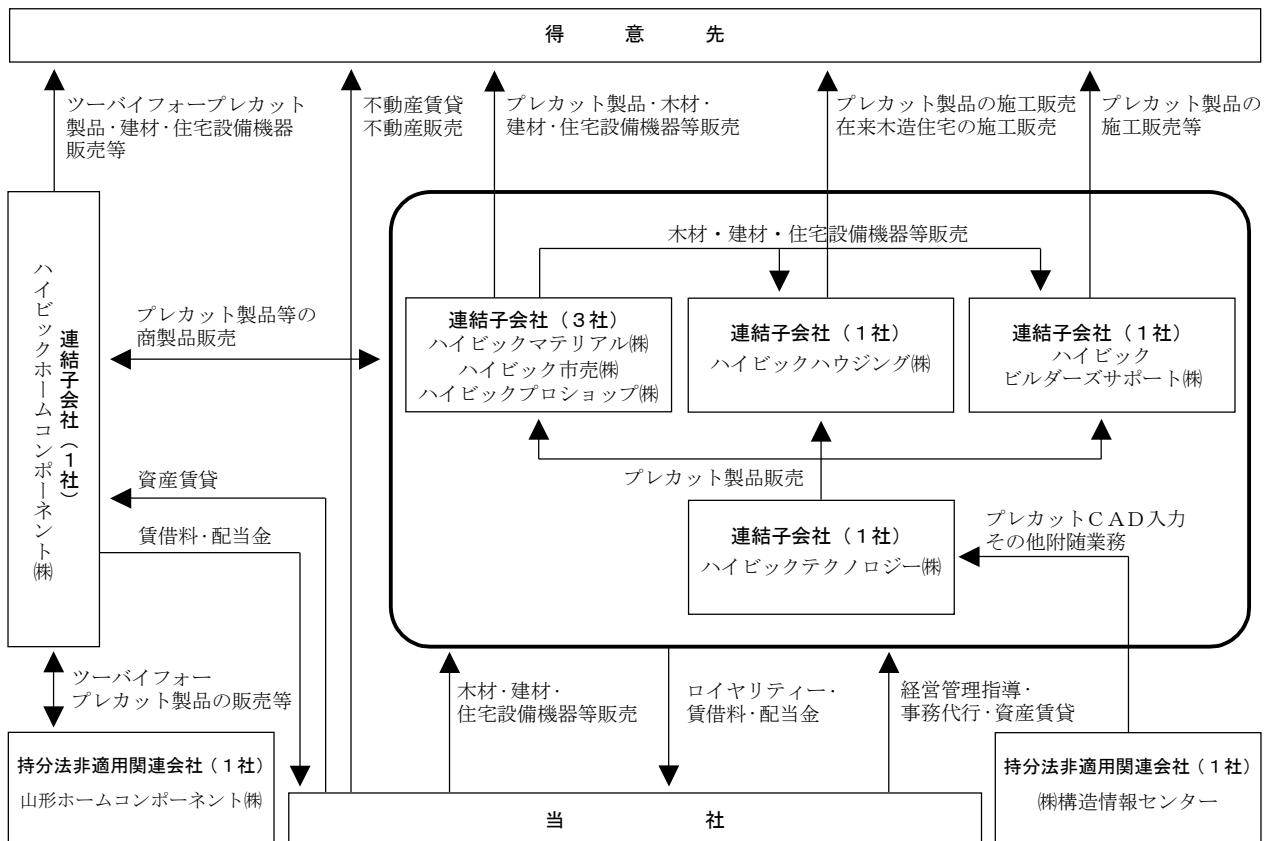 得意先
ツーバイフォープレカット
製品・建材・住宅設備機器
販売等
不動産賃貸
不動産販売
プレカット製品・木材・
建材・住宅設備機器等販売
プレカット製品の施工販売
在来木造住宅の施工販売
プレカット製品の
施工販売等
連結子会社（１社）
ハイビックホームコンポーネント㈱
プレカット製品等の
商製品販売
木材・建材・住宅設備機器等販売
連結子会社（３社）
ハイビックマテリアル㈱
ハイビック市売㈱
ハイビックプロショップ㈱
連結子会社（１社）
ハイビックハウジング㈱
連結子会社（１社）
ハイビック
ビルダーズサポート㈱
プレカット製品販売
資産賃貸
賃借料・配当金
連結子会社（１社）
ハイビックテクノロジー㈱
プレカットＣＡＤ入力
その他附随業務
ツーバイフォー
プレカット製品の販売等
木材・建材・
住宅設備機器等販売
ロイヤリティー・
賃借料・配当金
経営管理指導・
事務代行・資産賃貸
持分法非適用関連会社（１社）
山形ホームコンポーネント㈱
当社
持分法非適用関連会社（１社）
㈱構造情報センター